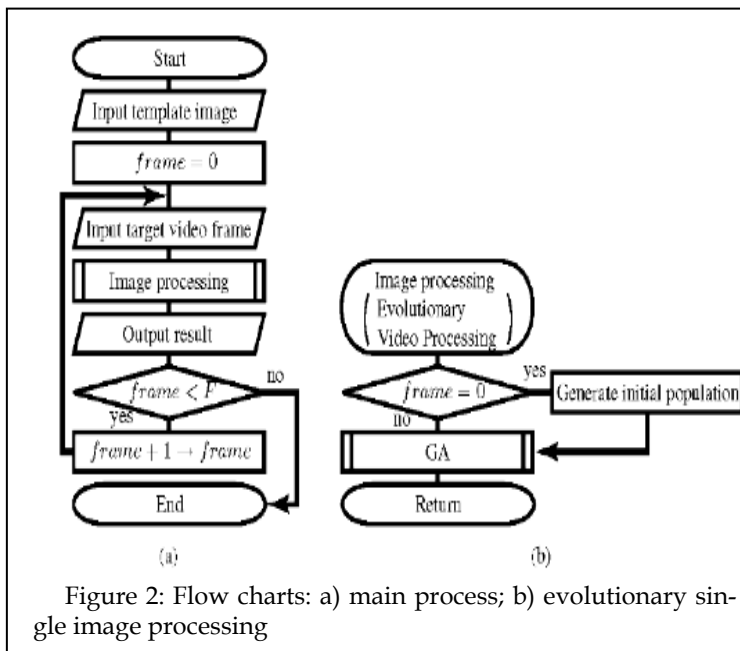 Start
Input template image
frame = 0
Input target video frame
Image processing
Output result
frame < F
no
yes
frame + 1 → frame
End
(a)
Image processing
( Evolutionary
Video Processing )
frame = 0
yes
Generate initial population
no
GA
Return
(b)
Figure 2: Flow charts: a) main process; b) evolutionary sin-
gle image processing